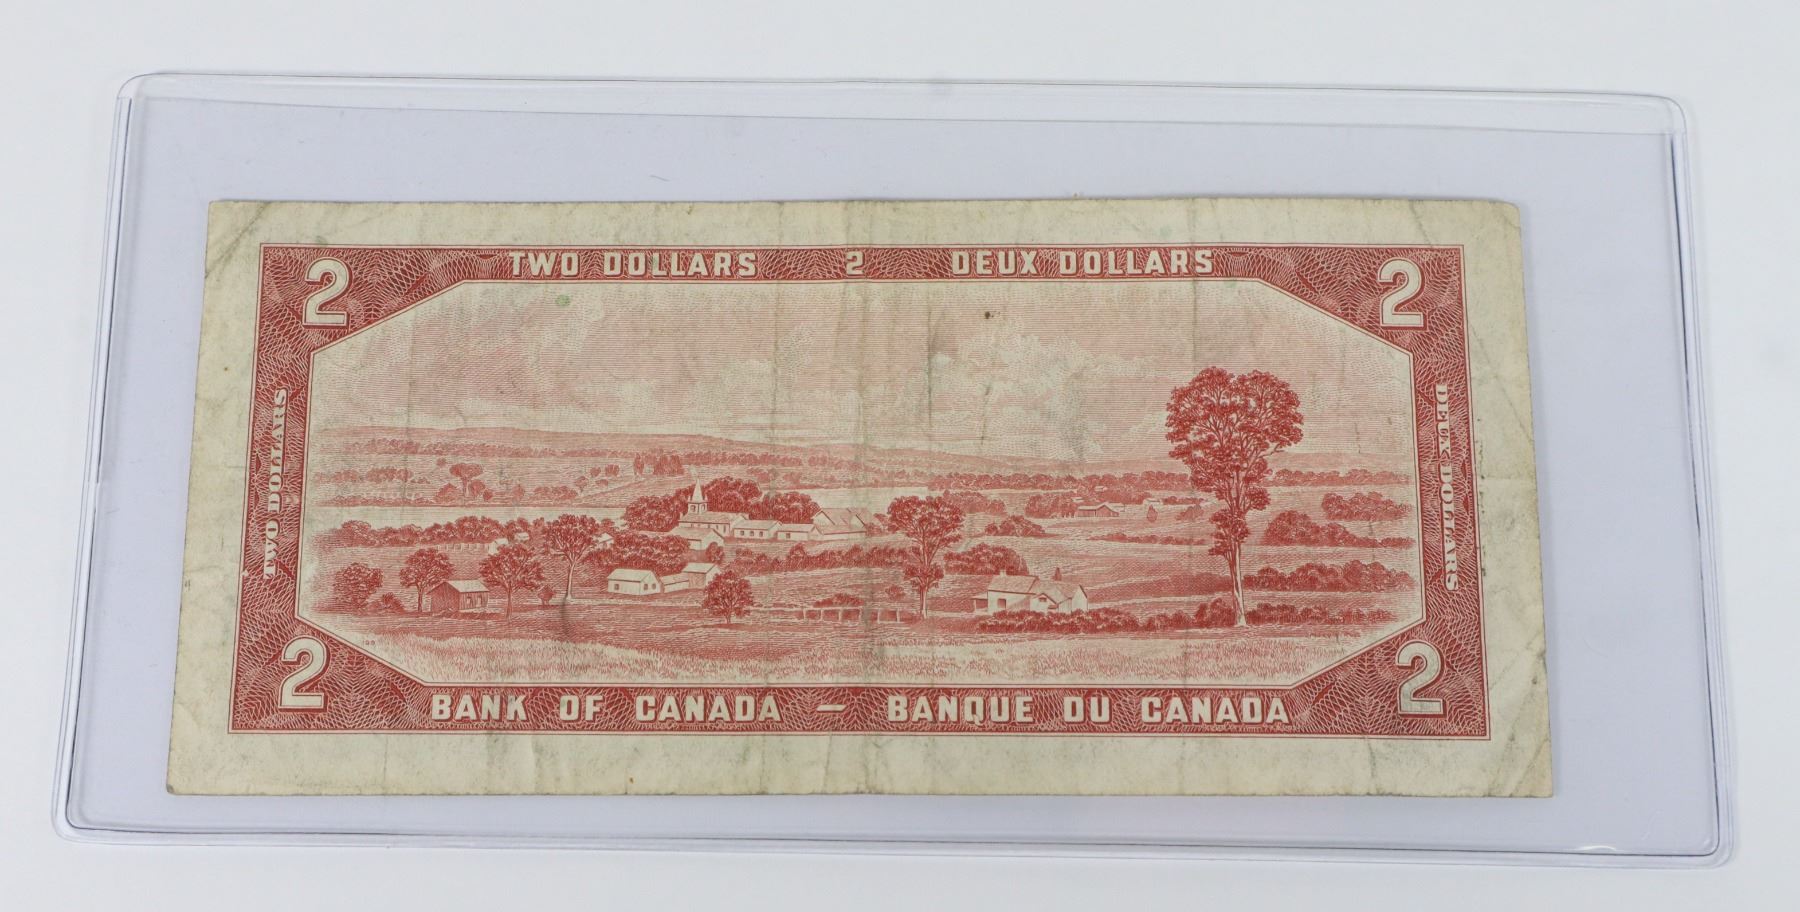 TWO DOLLARS 2 DEUX DOLLARS
2 2
TWO DOLLARS
DEUX DOLLARS
2 2
BANK OF CANADA – BANQUE DU CANADA